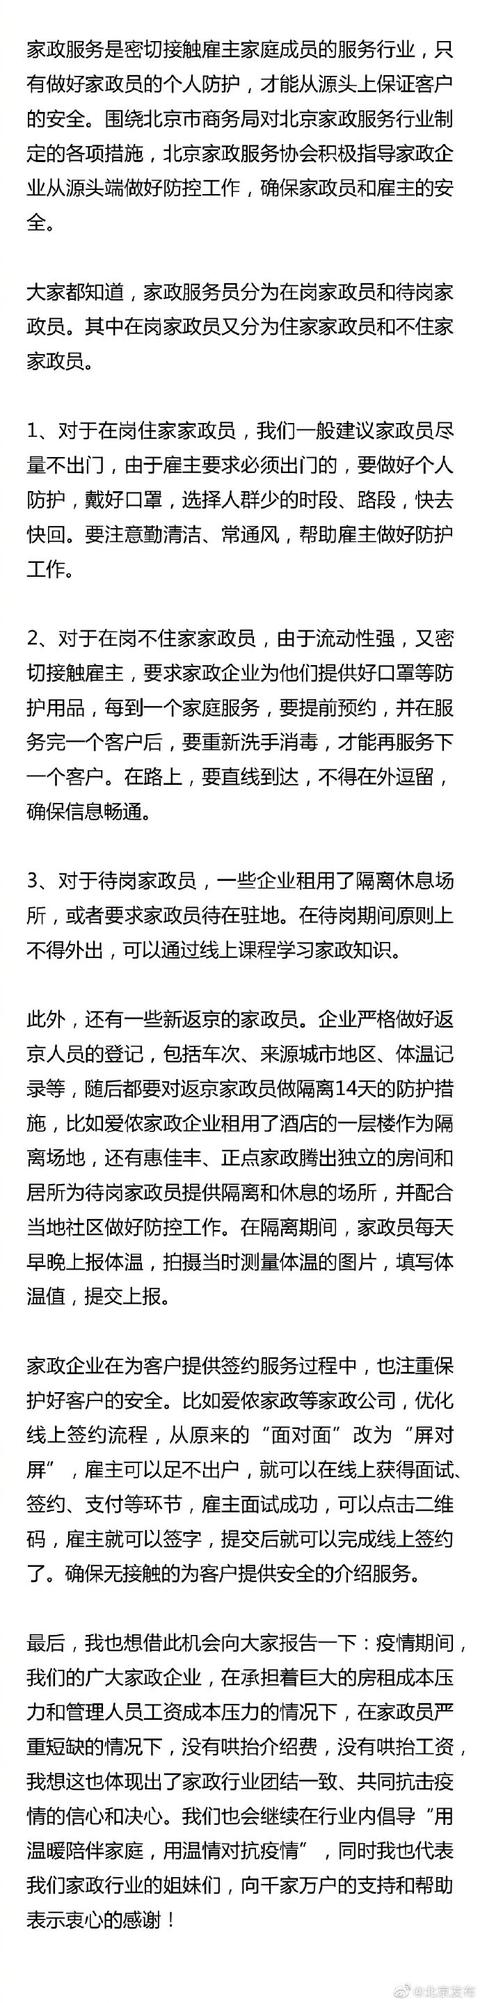 家政服务是密切接触雇主家庭成员的服务行业，只
有做好家政员的个人防护，才能从源头上保证客户
的安全。围绕北京市商务局对北京家政服务行业制
定的各项措施，北京家政服务协会积极指导家政企
业从源头端做好防控工作，确保家政员和雇主的安
全。
大家都知道，家政服务员分为在岗家政员和待岗家
政员。其中在岗家政员又分为住家家政员和不住家
家政员。
1、对于在岗住家家政员，我们一般建议家政员尽
量不出门，由于雇主要求必须出门的，要做好个人
防护，戴好口罩，选择人群少的时段、路段，快去
快回。要注意勤清洁、常通风，帮助雇主做好防护
工作。
2、对于在岗不住家家政员，由于流动性强，又密
切接触雇主，要求家政企业为他们提供好口罩等防
护用品，每到一个家庭服务，要提前预约，并在服
务完一个客户后，要重新洗手消毒，才能再服务下
一个客户。在路上，要直线到达，不得在外逗留，
确保信息畅通。
3、对于待岗家政员，一些企业租用了隔离休息场
所，或者要求家政员待在驻地。在待岗期间原则上
不得外出，可以通过线上课程学习家政知识。
此外，还有一些新返京的家政员。企业严格做好返
京人员的登记，包括车次、来源城市地区、体温记
录等，随后都要对返京家政员做隔离14天的防护措
施，比如爱侬家政企业租用了酒店的一层楼作为隔
离场地，还有惠佳丰、正点家政腾出独立的房间和
居所为待岗家政员提供隔离和休息的场所，并配合
当地社区做好防控工作。在隔离期间，家政员每天
早晚上报体温，拍摄当时测量体温的图片，填写体
温值，提交上报。
家政企业在为客户提供签约服务过程中，也注重保
护好客户的安全。比如爱侬家政等家政公司，优化
线上签约流程，从原来的“面对面”改为“屏对
屏”，雇主可以足不出户，就可以在线上获得面试、
签约、支付等环节，雇主面试成功，可以点击二维
码，雇主就可以签字，提交后就可以完成线上签约
了。确保无接触的为客户提供安全的介绍服务。
最后，我也想借此机会向大家报告一下：疫情期间，
我们的广大家政企业，在承担着巨大的房租成本压
力和管理人员工资成本压力的情况下，在家政员严
重短缺的情况下，没有哄抬介绍费，没有哄抬工资，
我想这也体现出了家政行业团结一致、共同抗击疫
情的信心和决心。我们也会继续在行业内倡导“用
温暖陪伴家庭，用温情对抗疫情”，同时我也代表
我们家政行业的姐妹们，向千家万户的支持和帮助
表示衷心的感谢！
@北京发布